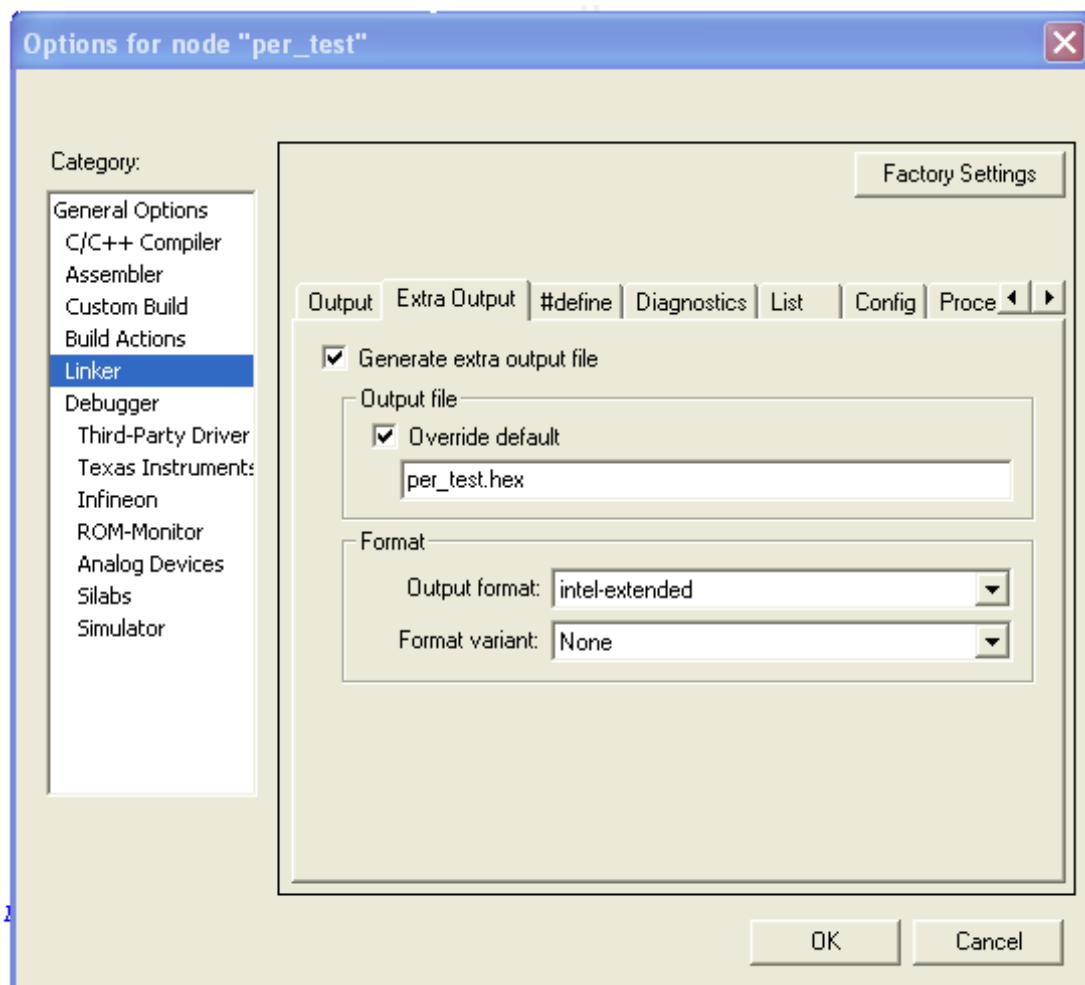 Options for node "per_test"
Category:
General Options
C/C++ Compiler
Assembler
Custom Build
Build Actions
Linker
Debugger
Third-Party Driver
Texas Instruments
Infineon
ROM-Monitor
Analog Devices
Silabs
Simulator
Factory Settings
Output Extra Output #define Diagnostics List Config Proce
Generate extra output file
Output file
Override default
per_test.hex
Format
Output format: intel-extended
Format variant: None
OK Cancel